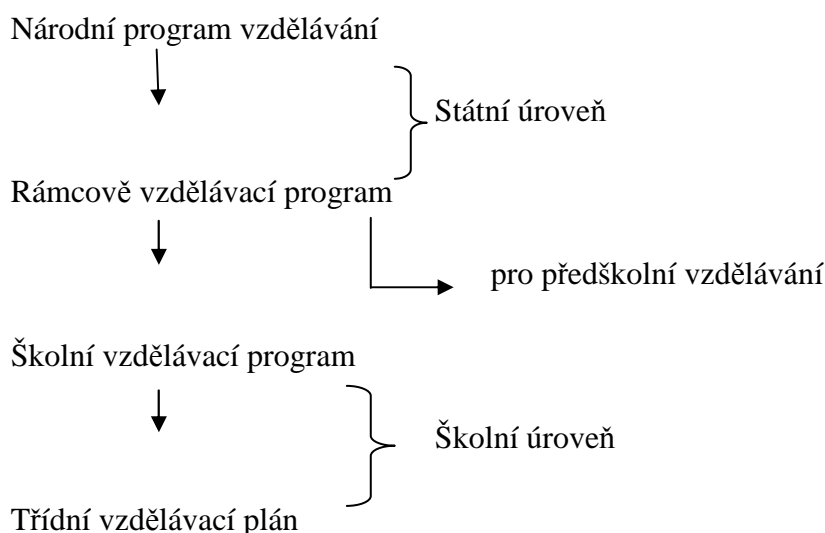 Národní program vzdělávání
Státní úroveň
Rámcově vzdělávací program
pro předškolní vzdělávání
Školní vzdělávací program
Školní úroveň
Třídní vzdělávací plán